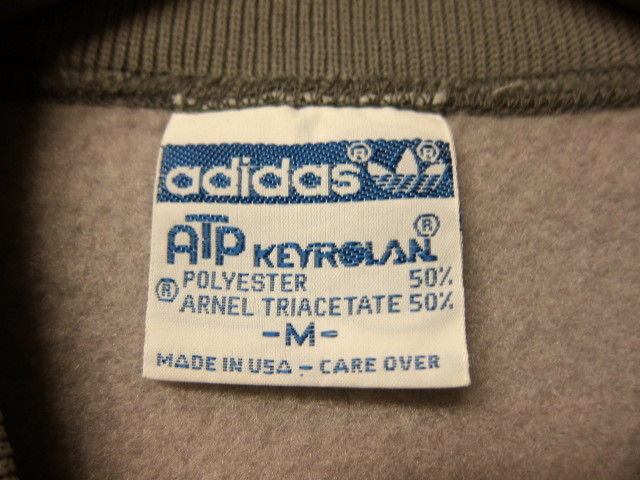 adidas ® ®
ATP KEYROLAN ®
POLYESTER 50%
® ARNEL TRIACETATE 50%
-M-
MADE IN USA - CARE OVER